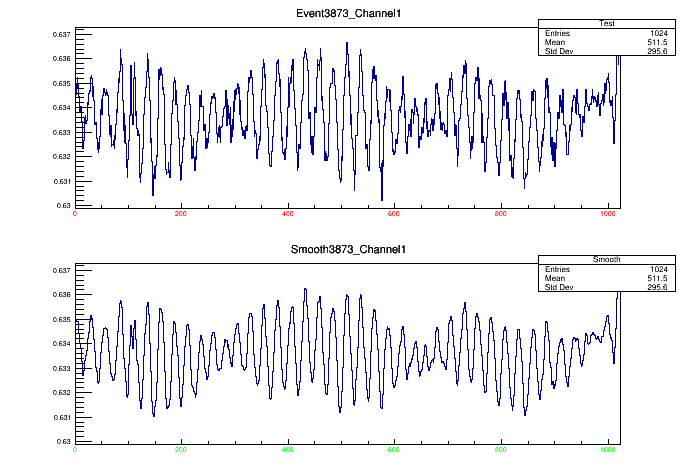 Event3873_Channel1
Test
Entries 1024
Mean 511.5
Std Dev 295.6
0.637
0.636
0.635
0.634
0.633
0.632
0.631
0.63
0 200 400 600 800 1000
Smooth3873_Channel1
Smooth
Entries 1024
Mean 511.5
Std Dev 295.6
0.637
0.636
0.635
0.634
0.633
0.632
0.631
0.63
0 200 400 600 800 1000